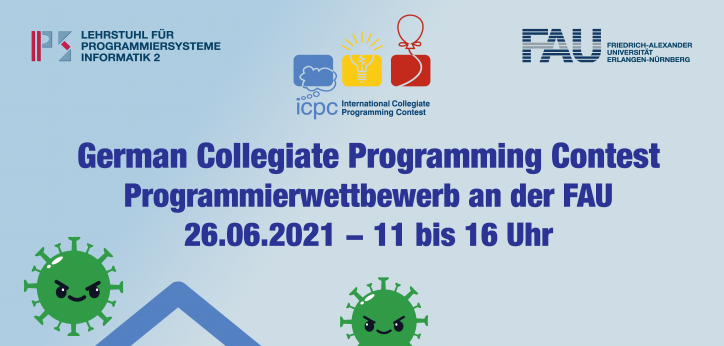 LEHRSTUHL FÜR
PROGRAMMIERSYSTEME
INFORMATIK 2
icpc
International Collegiate
Programming Contest
FAU
FRIEDRICH-ALEXANDER
UNIVERSITÄT
ERLANGEN-NÜRNBERG
German Collegiate Programming Contest
Programmierwettbewerb an der FAU
26.06.2021 – 11 bis 16 Uhr